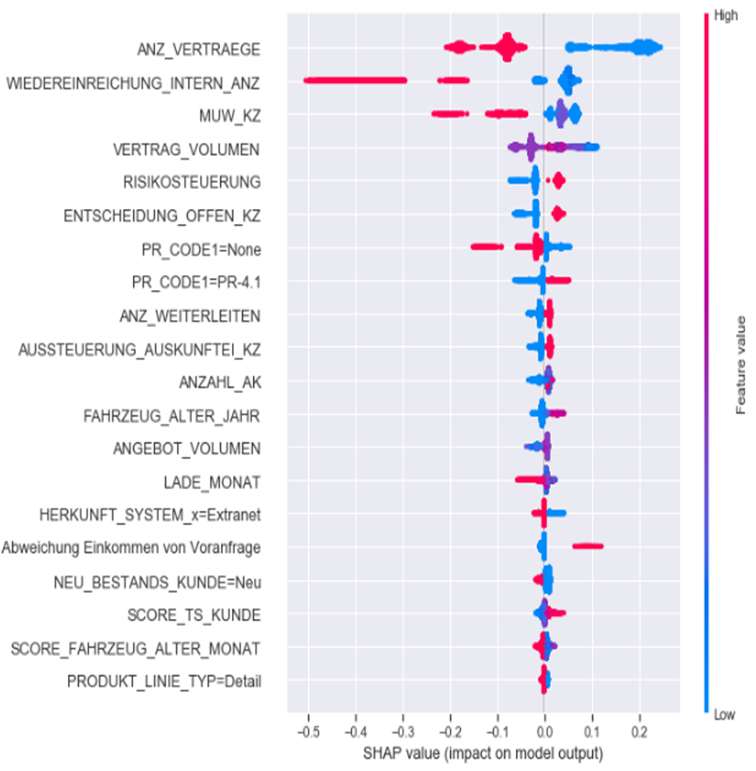 High
ANZ_VERTRAEGE
WIEDEREINREICHUNG_INTERN_ANZ
MUW_KZ
VERTRAG_VOLUMEN
RISIKOSTEUERUNG
ENTSCHEIDUNG_OFFEN_KZ
PR_CODE1=None
PR_CODE1=PR-4.1
ANZ_WEITERLEITEN
AUSSTEUERUNG_AUSKUNFTEI_KZ
ANZAHL_AK
FAHRZEUG_ALTER_JAHR
ANGEBOT_VOLUMEN
LADE_MONAT
HERKUNFT_SYSTEM_x=Extranet
Abweichung Einkommen von Voranfrage
NEU_BESTANDS_KUNDE=Neu
SCORE_TS_KUNDE
SCORE_FAHRZEUG_ALTER_MONAT
PRODUKT_LINIE_TYP=Detail
Feature value
Low
−0.5 −0.4 −0.3 −0.2 −0.1 0.0 0.1 0.2
SHAP value (impact on model output)